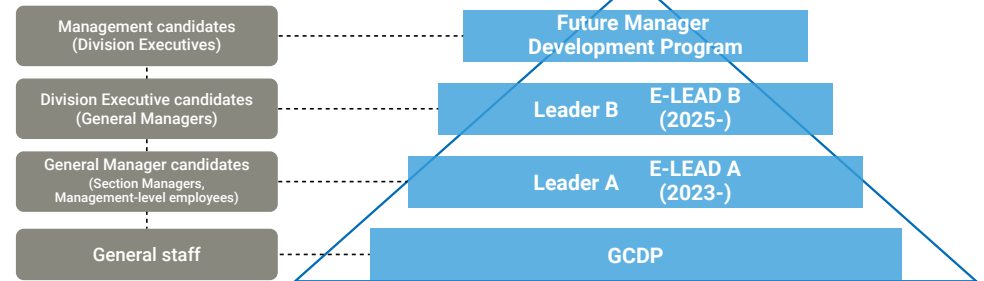 Management candidates
(Division Executives)
Future Manager
Development Program
Division Executive candidates
(General Managers)
Leader B
E-LEAD B
(2025-)
General Manager candidates
(Section Managers,
Management-level employees)
Leader A
E-LEAD A
(2023-)
General staff
GCDP